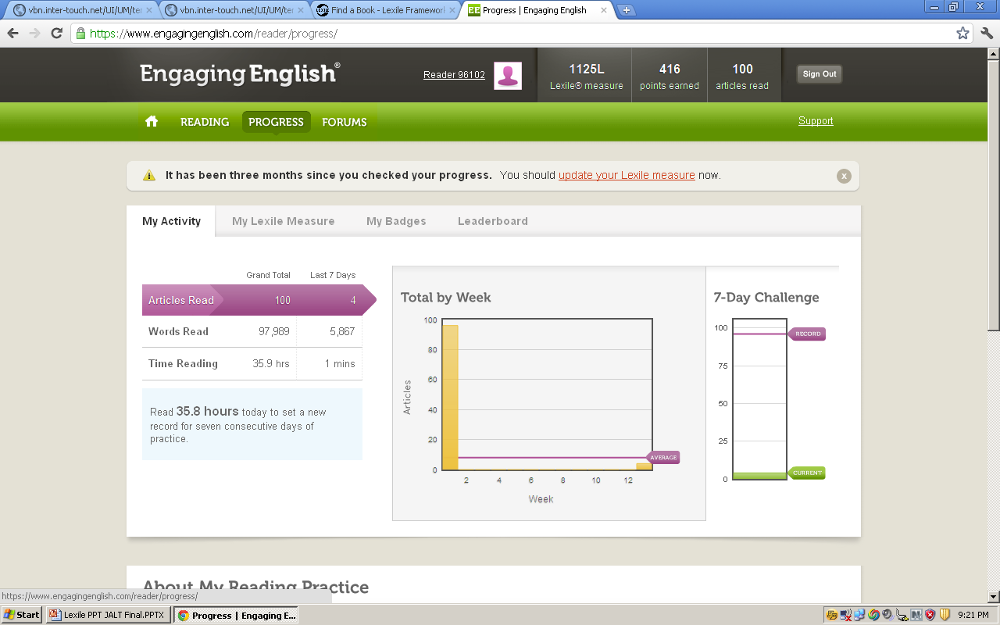 vbn.inter-touch.net/UI/UM/ter
vbn.inter-touch.net/UI/UM/ter
Find a Book - Lexile Framework
Progress | Engaging English
https://www.engagingenglish.com/reader/progress/
Engaging English®
Reader 96102
1125L
Lexile® measure
416
points earned
100
articles read
Sign Out
READING
PROGRESS
FORUMS
Support
It has been three months since you checked your progress. You should update your Lexile measure now.
x
My Activity
My Lexile Measure
My Badges
Leaderboard
Grand Total Last 7 Days
Articles Read 100 4
Words Read 97,989 5,867
Time Reading 35.9 hrs 1 mins
Read 35.8 hours today to set a new
record for seven consecutive days of
practice.
Total by Week
100
80
60
40
20
0
Articles
AVERAGE
2 4 6 8 10 12
Week
7-Day Challenge
100
75
50
25
0
RECORD
CURRENT
About My Reading Practice
https://www.engagingenglish.com/reader/progress/
Start
Lexile PPT JALT Final.PPTX
Progress | Engaging E...
9:21 PM